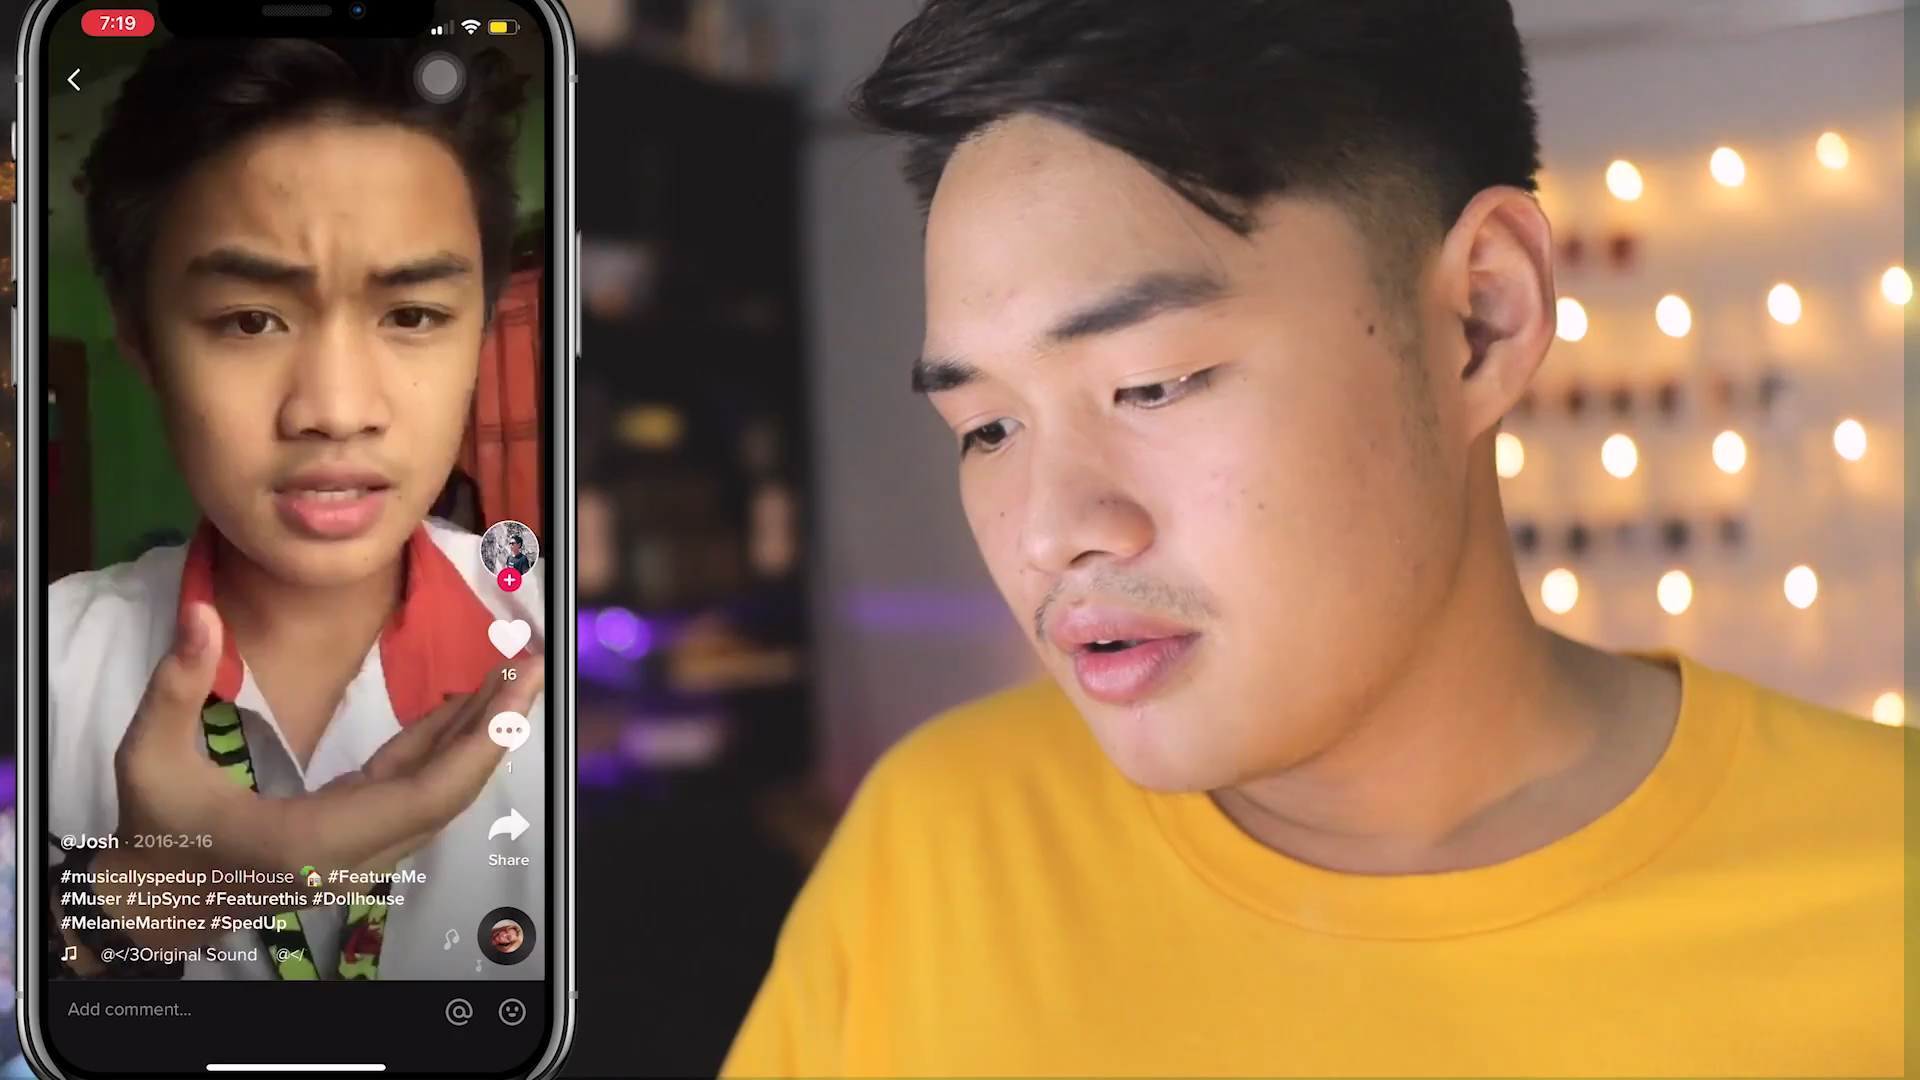 7:19
16
1
Share
@Josh · 2016-2-16
#musicallyspedup DollHouse 🏡 #FeatureMe
#Muser #LipSync #Featurethis #Dollhouse
#MelanieMartinez #SpedUp
@</3Original Sound @</
Add comment...